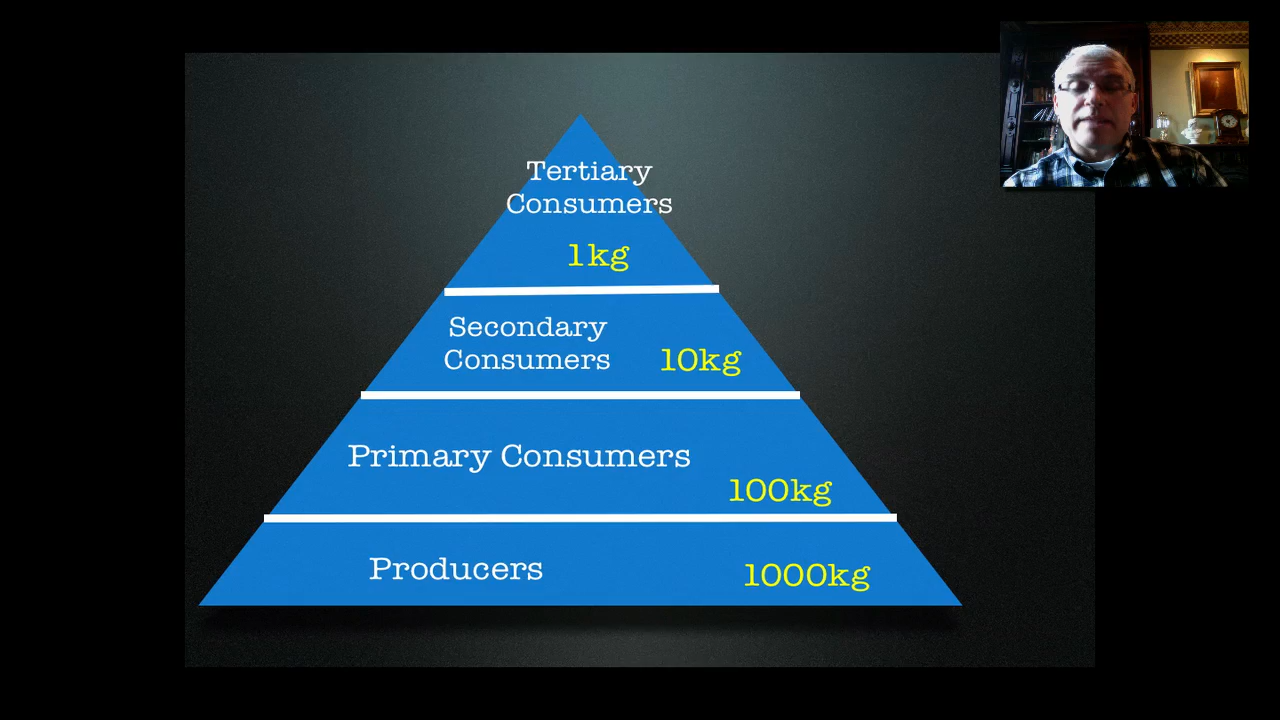 Tertiary
Consumers
1kg
Secondary
Consumers
10kg
Primary Consumers
100kg
Producers
1000kg